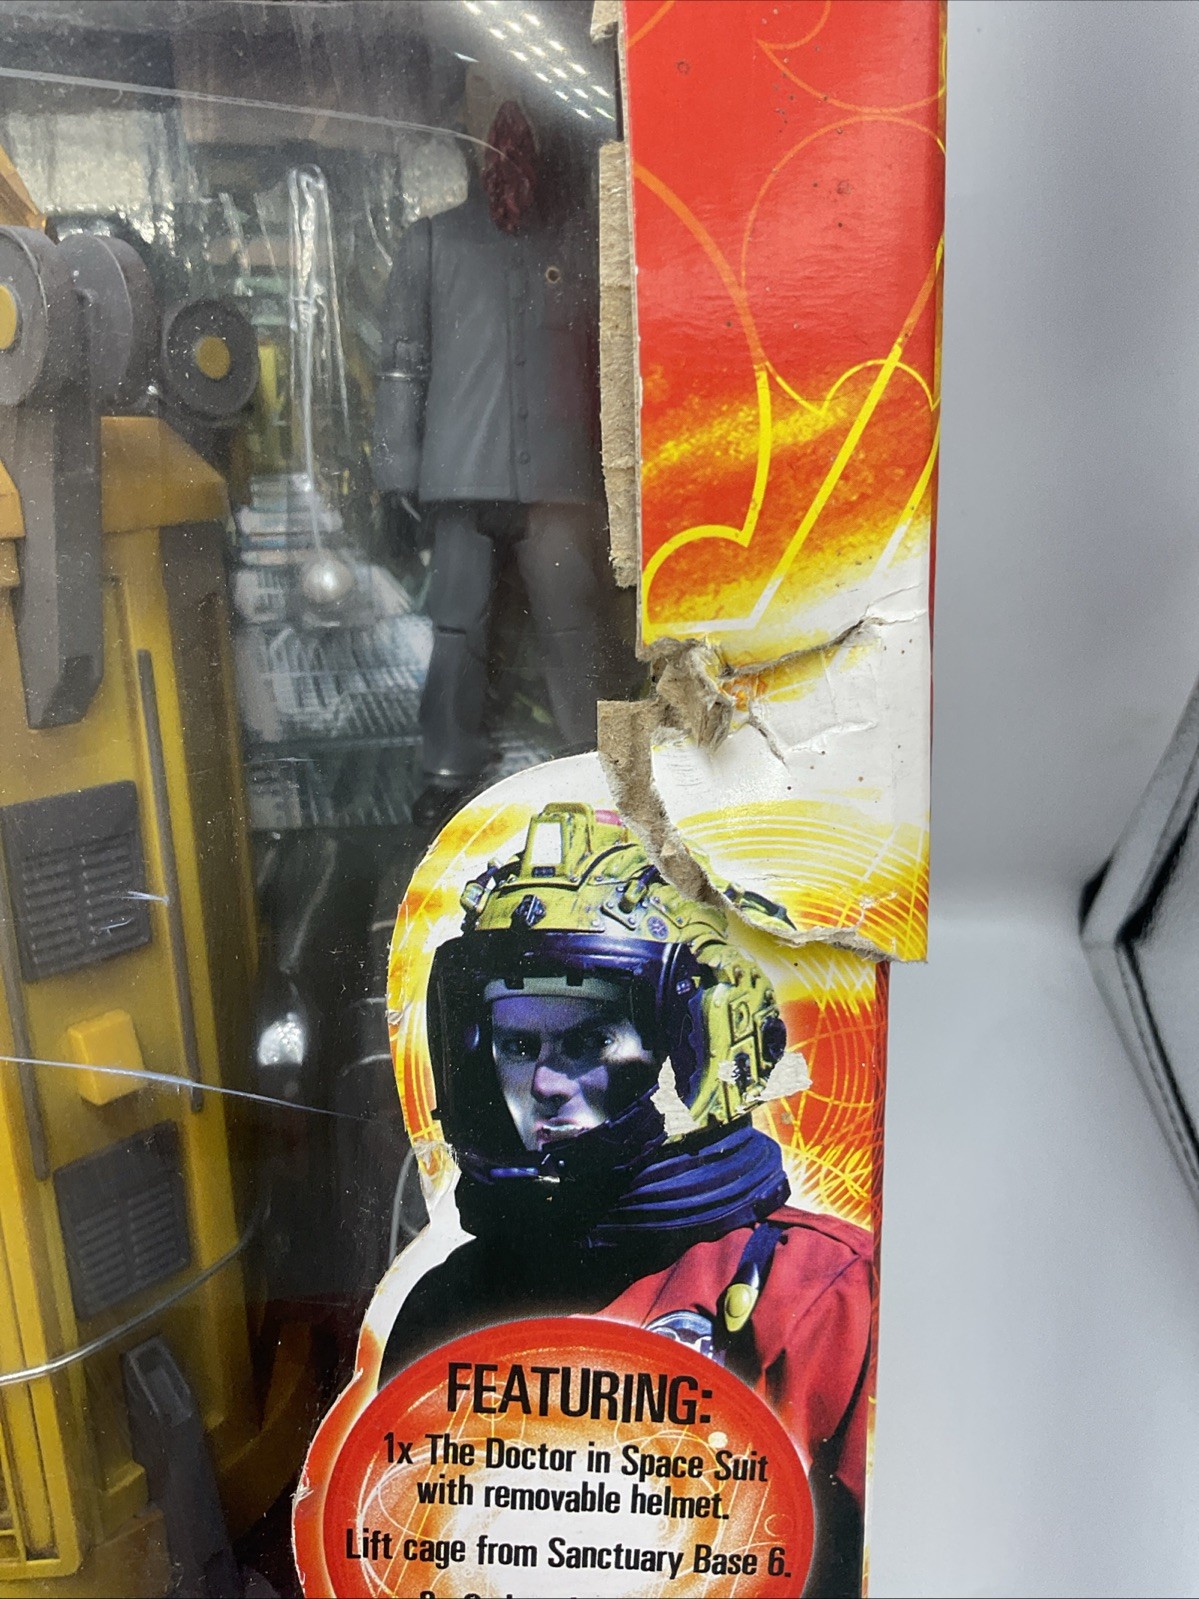 FEATURING:
1x The Doctor in Space Suit
with removable helmet.
Lift cage from Sanctuary Base 6.